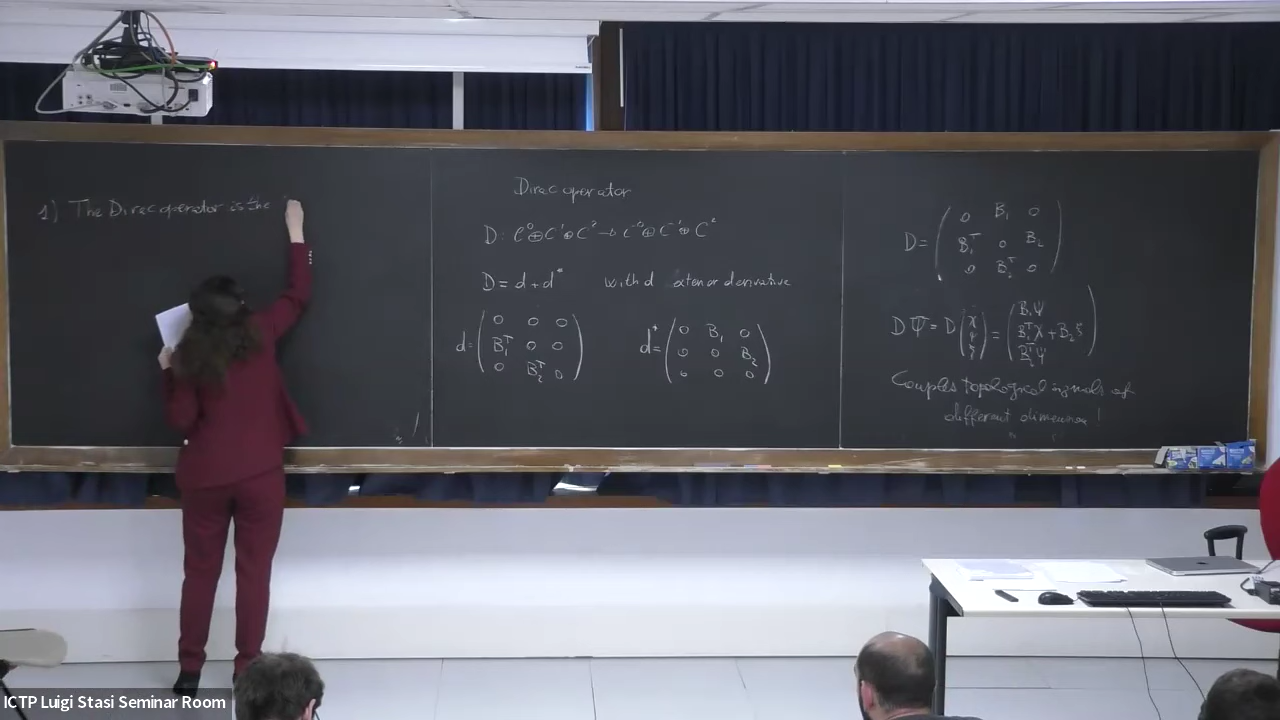 1) The Dirac operator is the
Dirac operator
D: C⁰⊕C¹⊕C² → C⁰⊕C¹⊕C²
D = d + d* with d exterior derivative
d = ( 0 0 0
B₁ᵀ 0 0
0 B₂ᵀ 0 )
d* = ( 0 B₁ 0
0 0 B₂
0 0 0 )
D = ( 0 B₁ 0
B₁ᵀ 0 B₂
0 B₂ᵀ 0 )
DΨ = D ( χ ψ ξ ) = ( B₁ψ
B₁ᵀχ + B₂ξ
B₂ᵀψ )
Couples topological signals of
different dimension!
ICTP Luigi Stasi Seminar Room